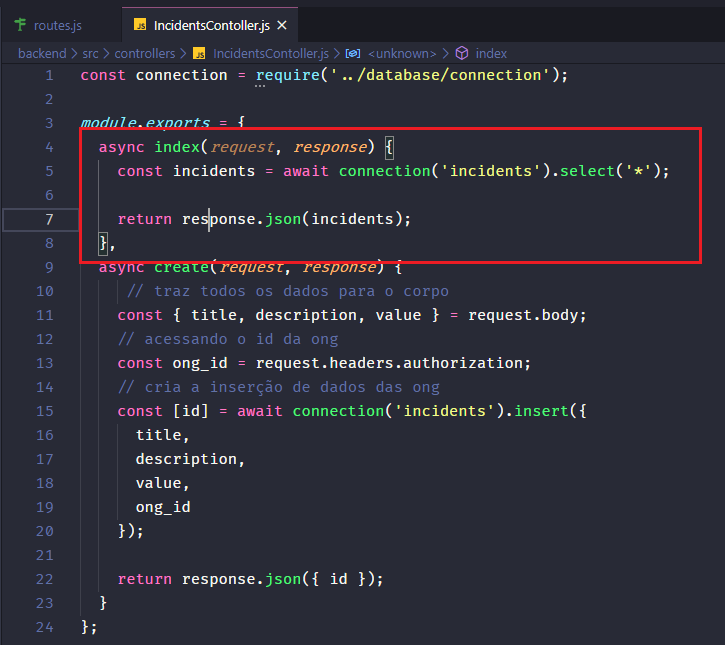 routes.js JS IncidentsContoller.js ×
backend > src > controllers > JS IncidentsContoller.js > <unknown> > index
1 const connection = require('../database/connection');
2
3 module.exports = {
4 async index(request, response) {
5 const incidents = await connection('incidents').select('*');
6
7 return response.json(incidents);
8 },
9 async create(request, response) {
10 // traz todos os dados para o corpo
11 const { title, description, value } = request.body;
12 // acessando o id da ong
13 const ong_id = request.headers.authorization;
14 // cria a inserção de dados das ong
15 const [id] = await connection('incidents').insert({
16 title,
17 description,
18 value,
19 ong_id
20 });
21
22 return response.json({ id });
23 }
24 };